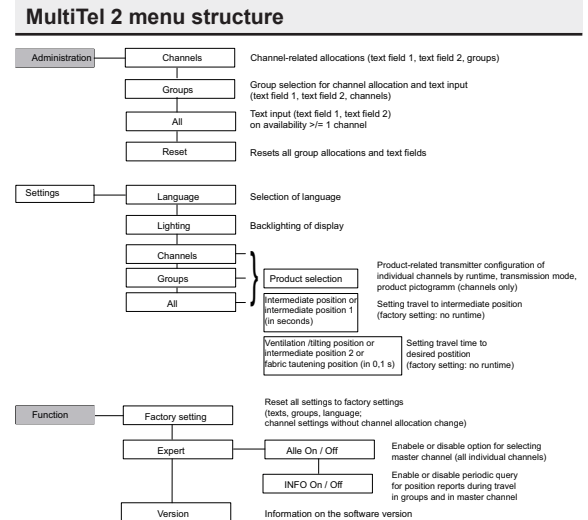 MultiTel 2 menu structure
Administration
Channels
Channel-related allocations (text field 1, text field 2, groups)
Groups
Group selection for channel allocation and text input
(text field 1, text field 2, channels)
All
Text input (text field 1, text field 2)
on availability >/= 1 channel
Reset
Resets all group allocations and text fields
Settings
Language
Selection of language
Lighting
Backlighting of display
Channels
Groups
All
}
Product selection
Product-related transmitter configuration of
individual channels by runtime, transmission mode,
product pictogramm (channels only)
Intermediate position or
intermediate position 1
(in seconds)
Setting travel to intermediate position
(factory setting: no runtime)
Ventilation /tilting position or
intermediate position 2 or
fabric tautening position (in 0,1 s)
Setting travel time to
desired postition
(factory setting: no runtime)
Function
Factory setting
Reset all settings to factory settings
(texts, groups, language;
channel settings without channel allocation change)
Expert
Alle On / Off
Enabele or disable option for selecting
master channel (all individual channels)
INFO On / Off
Enable or disable periodic query
for position reports during travel
in groups and in master channel
Version
Information on the software version